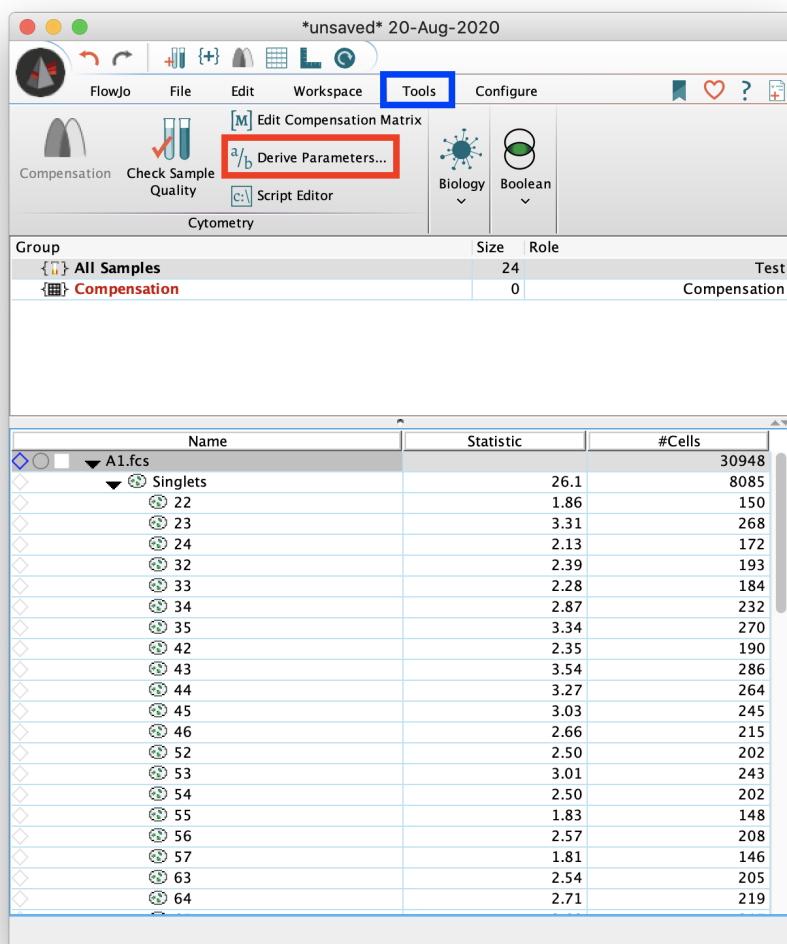 *unsaved* 20-Aug-2020
FlowJo File Edit Workspace Tools Configure
[M] Edit Compensation Matrix
Compensation
Check Sample Quality
a/b Derive Parameters...
c:\ Script Editor
Biology
Boolean
Cytometry
Group Size Role
All Samples 24 Test
Compensation 0 Compensation
Name Statistic #Cells
A1.fcs 30948
Singlets 26.1 8085
22 1.86 150
23 3.31 268
24 2.13 172
32 2.39 193
33 2.28 184
34 2.87 232
35 3.34 270
42 2.35 190
43 3.54 286
44 3.27 264
45 3.03 245
46 2.66 215
52 2.50 202
53 3.01 243
54 2.50 202
55 1.83 148
56 2.57 208
57 1.81 146
63 2.54 205
64 2.71 219